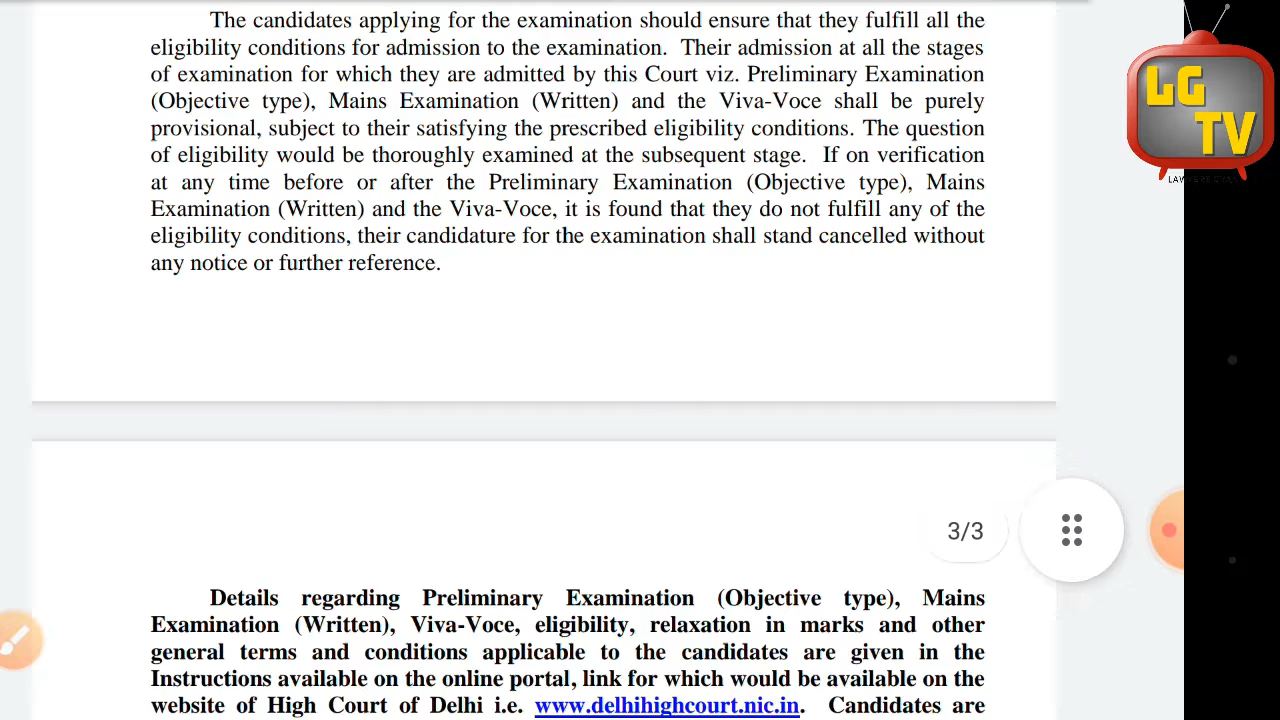 The candidates applying for the examination should ensure that they fulfill all the
eligibility conditions for admission to the examination.  Their admission at all the stages
of examination for which they are admitted by this Court viz. Preliminary Examination
(Objective type), Mains Examination (Written) and the Viva-Voce shall be purely
provisional, subject to their satisfying the prescribed eligibility conditions. The question
of eligibility would be thoroughly examined at the subsequent stage.  If on verification
at any time before or after the Preliminary Examination (Objective type), Mains
Examination (Written) and the Viva-Voce, it is found that they do not fulfill any of the
eligibility conditions, their candidature for the examination shall stand cancelled without
any notice or further reference.
LG
TV
3/3
Details regarding Preliminary Examination (Objective type), Mains
Examination (Written), Viva-Voce, eligibility, relaxation in marks and other
general terms and conditions applicable to the candidates are given in the
Instructions available on the online portal, link for which would be available on the
website of High Court of Delhi i.e. www.delhihighcourt.nic.in.  Candidates are